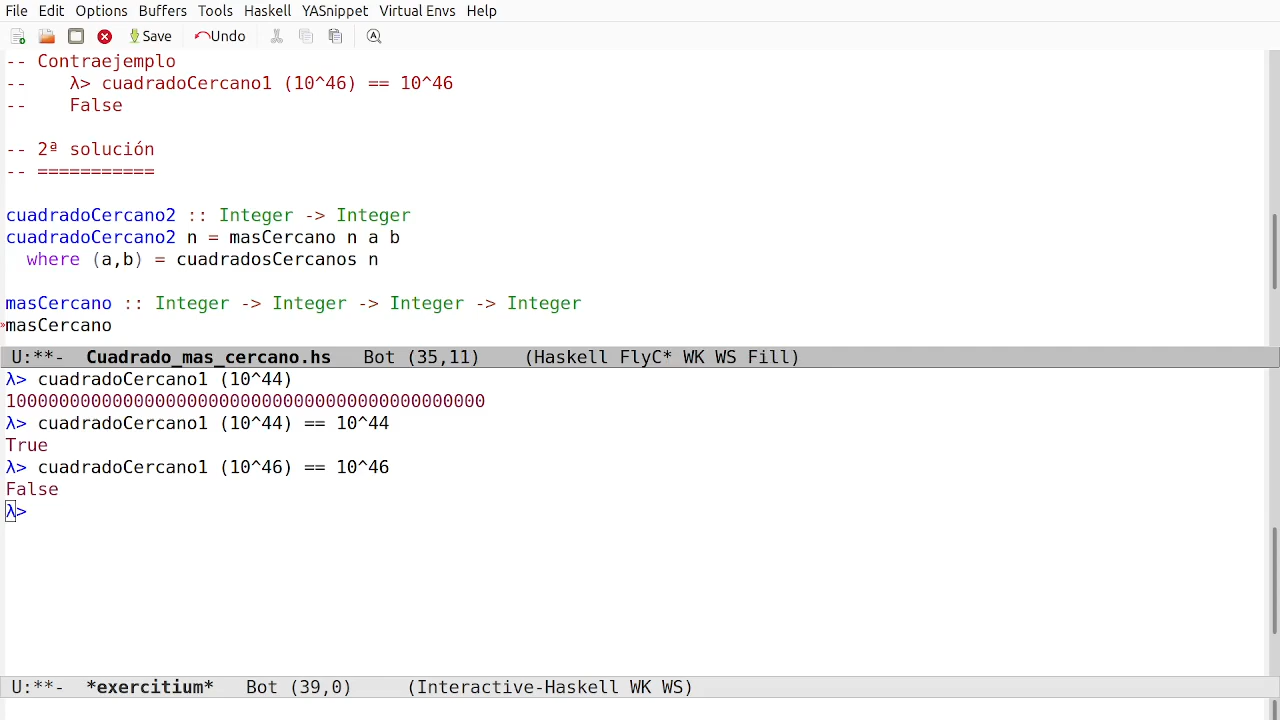 File Edit Options Buffers Tools Haskell YASnippet Virtual Envs Help
Save Undo
-- Contraejemplo
--    λ> cuadradoCercano1 (10^46) == 10^46
--    False
-- 2ª solución
-- ===========
cuadradoCercano2 :: Integer -> Integer
cuadradoCercano2 n = masCercano n a b
  where (a,b) = cuadradosCercanos n
masCercano :: Integer -> Integer -> Integer -> Integer
»masCercano
U:**-  Cuadrado_mas_cercano.hs   Bot (35,11)    (Haskell FlyC* WK WS Fill)
λ> cuadradoCercano1 (10^44)
100000000000000000000000000000000000000000000
λ> cuadradoCercano1 (10^44) == 10^44
True
λ> cuadradoCercano1 (10^46) == 10^46
False
λ>
U:**-  *exercitium*   Bot (39,0)     (Interactive-Haskell WK WS)